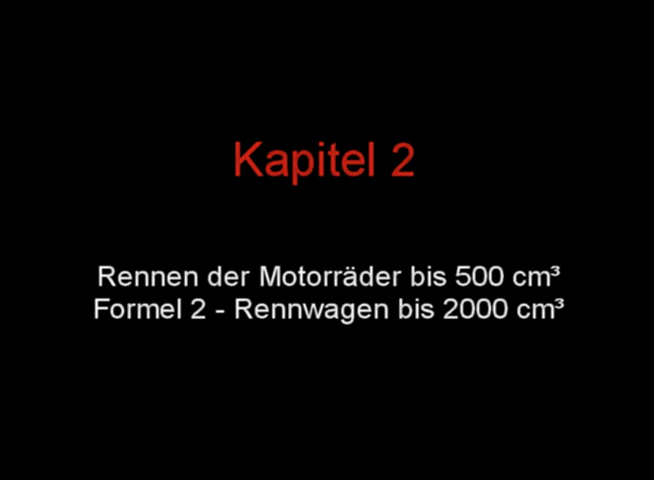 Kapitel 2
Rennen der Motorräder bis 500 cm³
Formel 2 - Rennwagen bis 2000 cm³